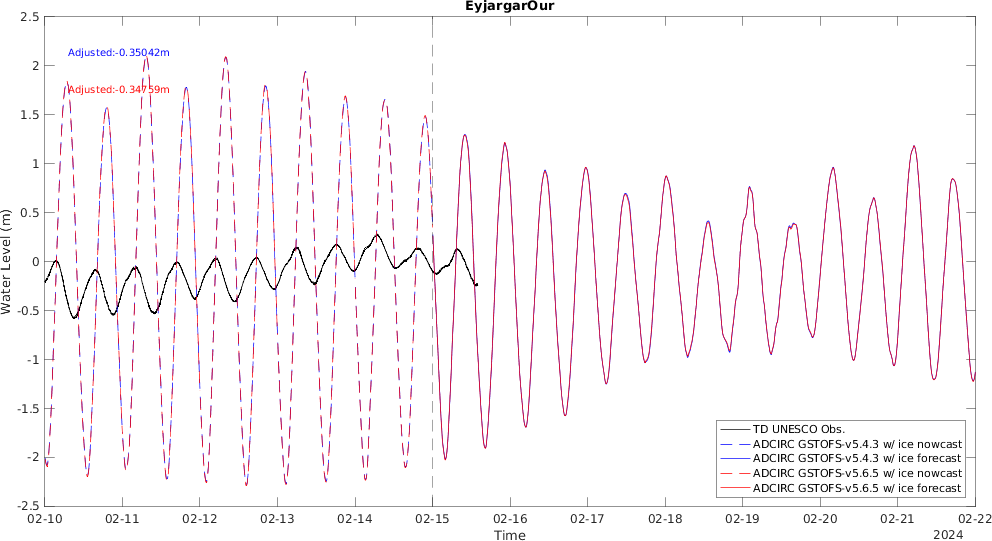 EyjargarOur
Adjusted:-0.35042m
Adjusted:-0.34759m
Water Level (m)
2.5
2
1.5
1
0.5
0
-0.5
-1
-1.5
-2
-2.5
TD UNESCO Obs.
ADCIRC GSTOFS-v5.4.3 w/ ice nowcast
ADCIRC GSTOFS-v5.4.3 w/ ice forecast
ADCIRC GSTOFS-v5.6.5 w/ ice nowcast
ADCIRC GSTOFS-v5.6.5 w/ ice forecast
02-10 02-11 02-12 02-13 02-14 02-15 02-16 02-17 02-18 02-19 02-20 02-21 02-22
Time
2024